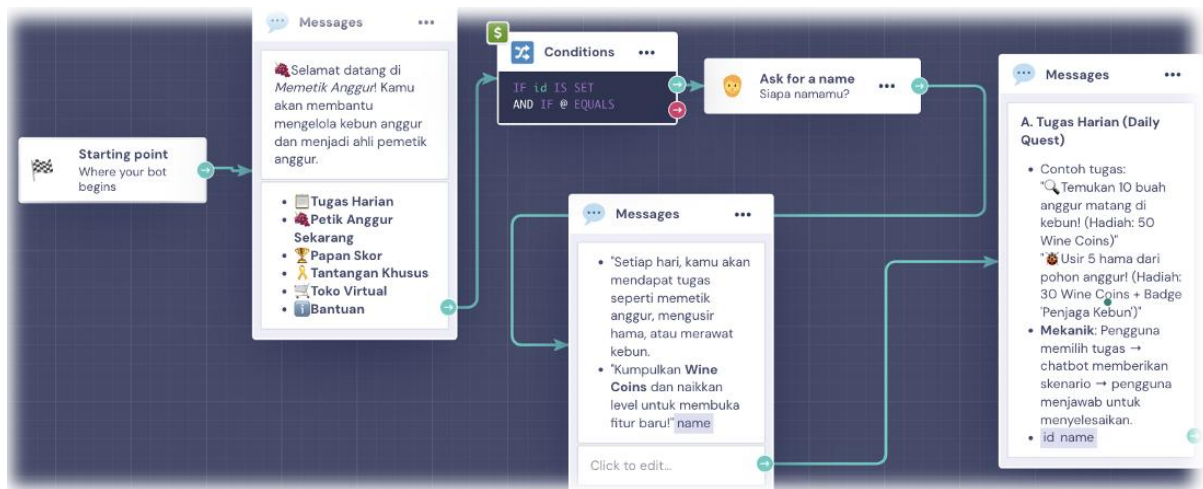 Starting point
Where your bot
begins
Messages
🍇Selamat datang di
Memetik Anggur! Kamu
akan membantu
mengelola kebun anggur
dan menjadi ahli pemetik
anggur.
Tugas Harian
Petik Anggur
Sekarang
Papan Skor
Tantangan Khusus
Toko Virtual
Bantuan
$
Conditions
IF id IS SET
AND IF @ EQUALS
Ask for a name
Siapa namamu?
Messages
"Setiap hari, kamu akan
mendapat tugas
seperti memetik
anggur, mengusir
hama, atau merawat
kebun.
"Kumpulkan Wine
Coins dan naikkan
level untuk membuka
fitur baru!" name
Click to edit...
Messages
A. Tugas Harian (Daily
Quest)
Contoh tugas:
"🔍Temukan 10 buah
anggur matang di
kebun! (Hadiah: 50
Wine Coins)"
"🐞Usir 5 hama dari
pohon anggur! (Hadiah:
30 Wine Coins + Badge
'Penjaga Kebun')"
Mekanik: Pengguna
memilih tugas →
chatbot memberikan
skenario → pengguna
menjawab untuk
menyelesaikan.
id name